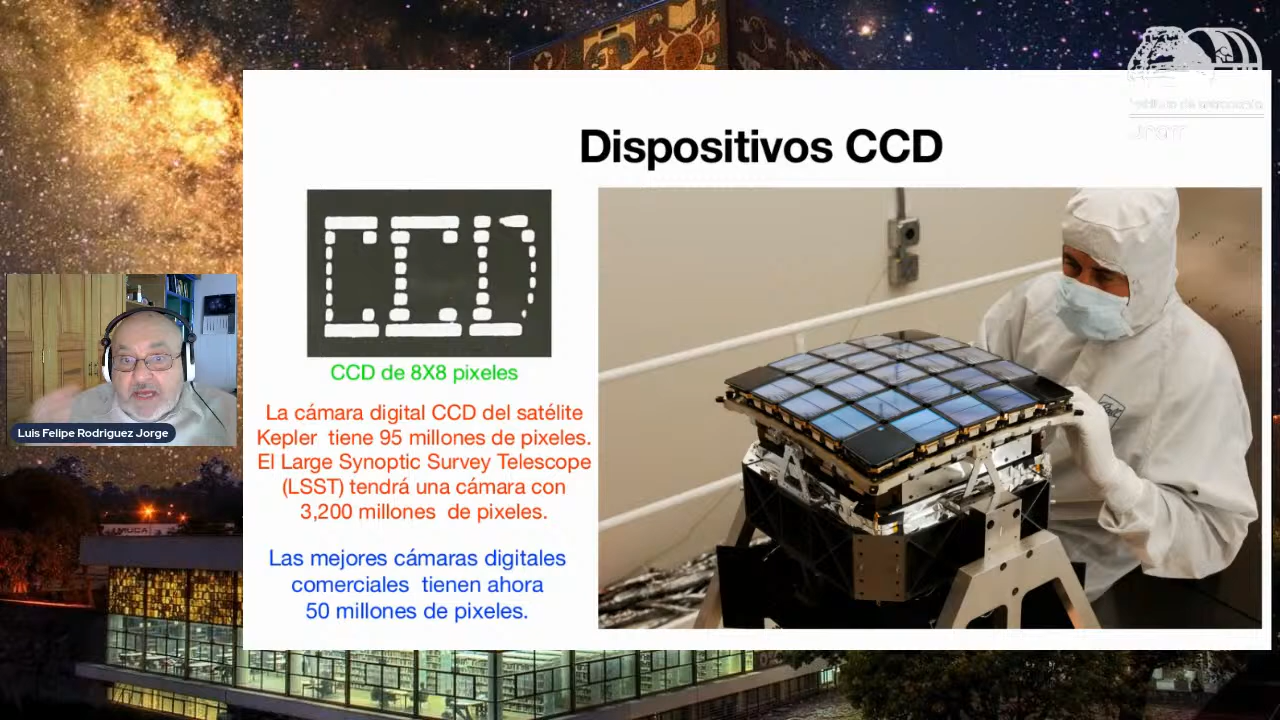 Dispositivos CCD
CCD
CCD de 8X8 pixeles
La cámara digital CCD del satélite
Kepler tiene 95 millones de pixeles.
El Large Synoptic Survey Telescope
(LSST) tendrá una cámara con
3,200 millones de pixeles.
Las mejores cámaras digitales
comerciales tienen ahora
50 millones de pixeles.
Luis Felipe Rodriguez Jorge
MUCA